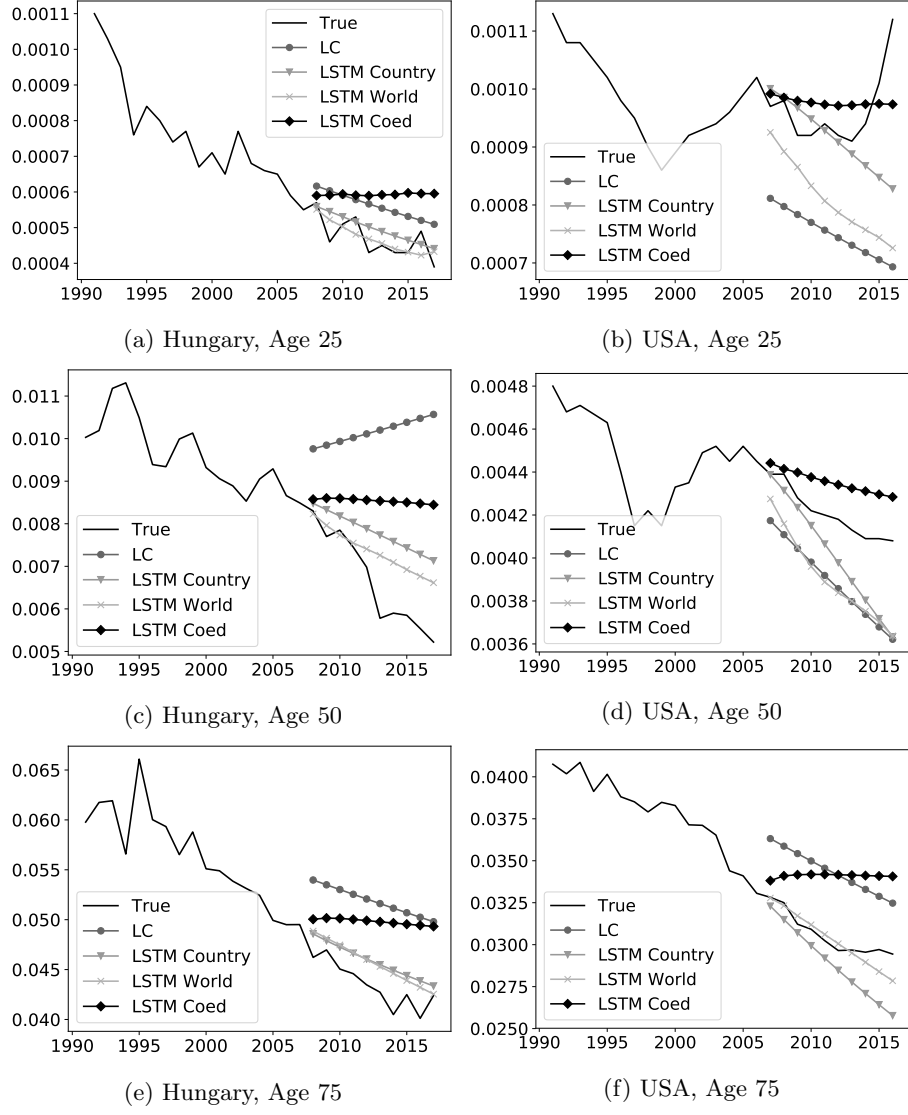 0.0011
0.0010
0.0009
0.0008
0.0007
0.0006
0.0005
0.0004
1990 1995 2000 2005 2010 2015
True
LC
LSTM Country
LSTM World
LSTM Coed
(a) Hungary, Age 25
0.0011
0.0010
0.0009
0.0008
0.0007
1990 1995 2000 2005 2010 2015
True
LC
LSTM Country
LSTM World
LSTM Coed
(b) USA, Age 25
0.011
0.010
0.009
0.008
0.007
0.006
0.005
1990 1995 2000 2005 2010 2015
True
LC
LSTM Country
LSTM World
LSTM Coed
(c) Hungary, Age 50
0.0048
0.0046
0.0044
0.0042
0.0040
0.0038
0.0036
1990 1995 2000 2005 2010 2015
True
LC
LSTM Country
LSTM World
LSTM Coed
(d) USA, Age 50
0.065
0.060
0.055
0.050
0.045
0.040
1990 1995 2000 2005 2010 2015
True
LC
LSTM Country
LSTM World
LSTM Coed
(e) Hungary, Age 75
0.0400
0.0375
0.0350
0.0325
0.0300
0.0275
0.0250
1990 1995 2000 2005 2010 2015
True
LC
LSTM Country
LSTM World
LSTM Coed
(f) USA, Age 75